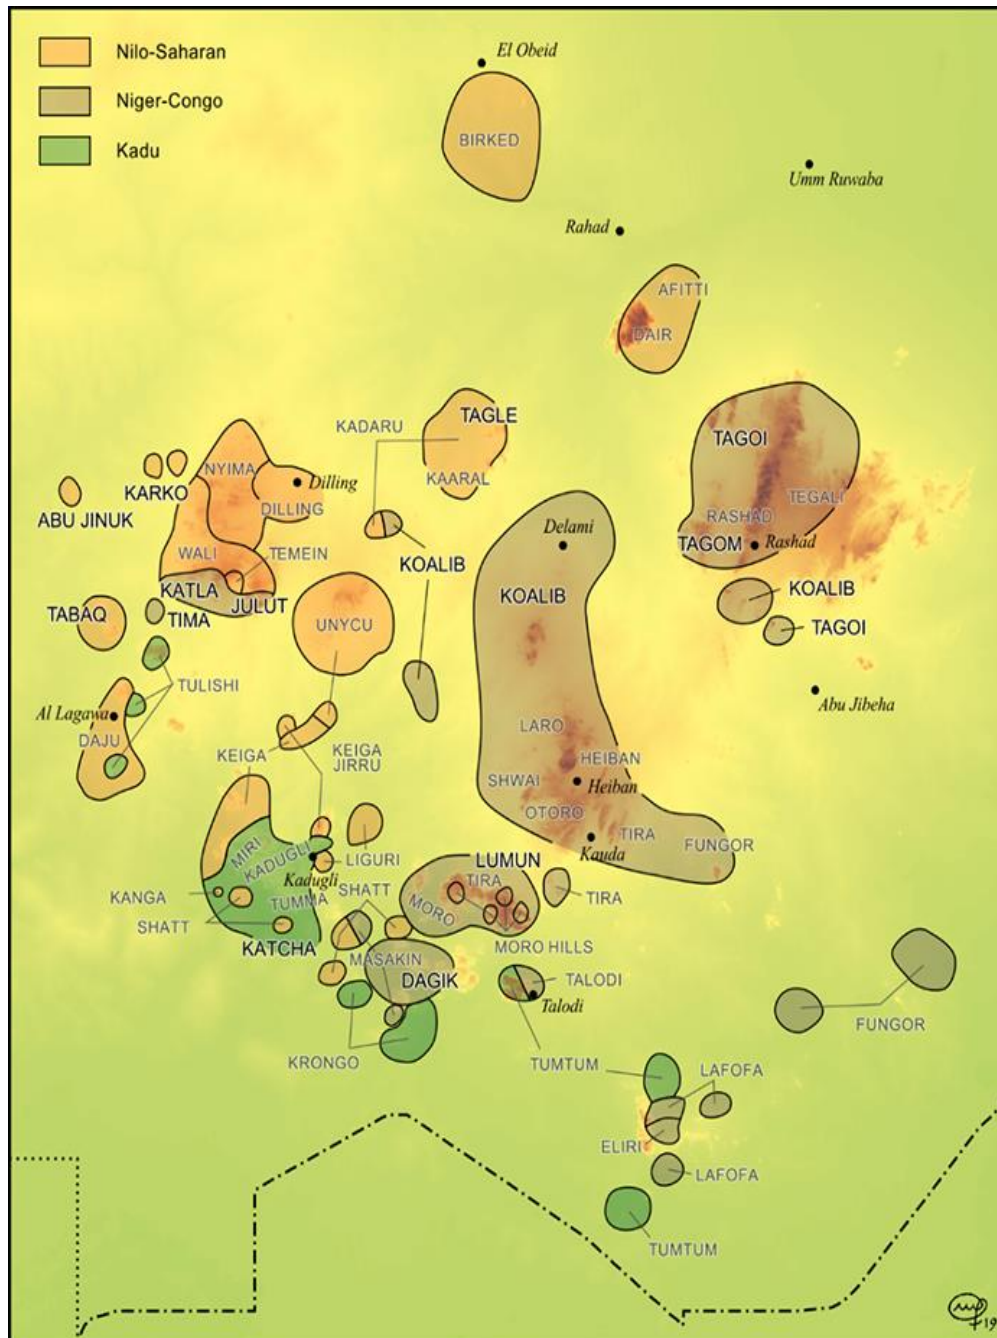 Nilo-Saharan
Niger-Congo
Kadu
El Obeid
BIRKED
Umm Ruwaba
Rahad
AFITTI
DAIR
TAGLE
KADARU
KAARAL
TAGOI
TEGALI
RASHAD
TAGOM
Rashad
NYIMA
KARKO
Dilling
DILLING
ABU JINUK
WALI
TEMEIN
KOALIB
Delami
KOALIB
KOALIB
KATLA
JULUT
TABAQ
TIMA
UNYCU
TAGOI
TULISHI
Al Lagawa
DAJU
Abu Jibeha
KEIGA
KEIGA
JIRRU
LARO
HEIBAN
SHWAI
Heiban
OTORO
TIRA
Kauda
FUNGOR
MIRI
KADUGLI
Kadugli
LIGURI
LUMUN
TIRA
KANGA
SHATT
TUMMA
SHATT
MORO
TIRA
KATCHA
MORO HILLS
MASAKIN
DAGIK
TALODI
Talodi
FUNGOR
KRONGO
TUMTUM
LAFOFA
ELIRI
LAFOFA
TUMTUM
19